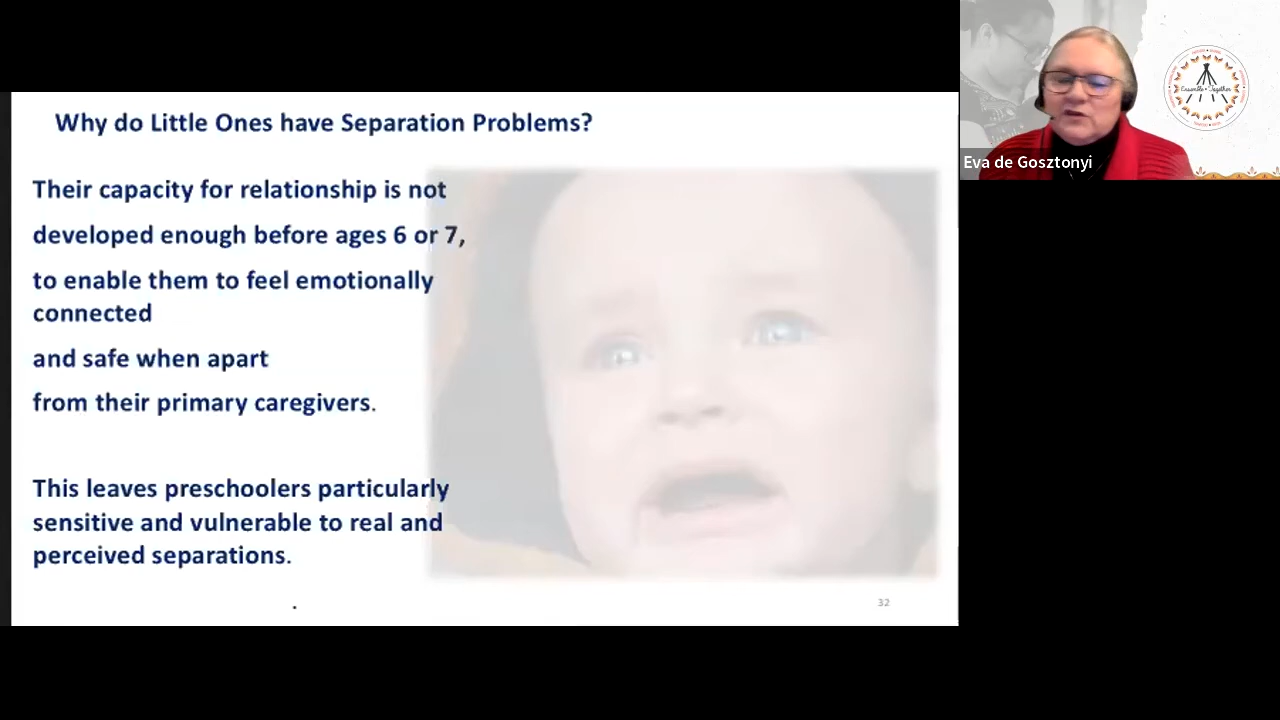 Why do Little Ones have Separation Problems?
Their capacity for relationship is not
developed enough before ages 6 or 7,
to enable them to feel emotionally
connected
and safe when apart
from their primary caregivers.
This leaves preschoolers particularly
sensitive and vulnerable to real and
perceived separations.
.
32
Eva de Gosztonyi
Ensemble • Together